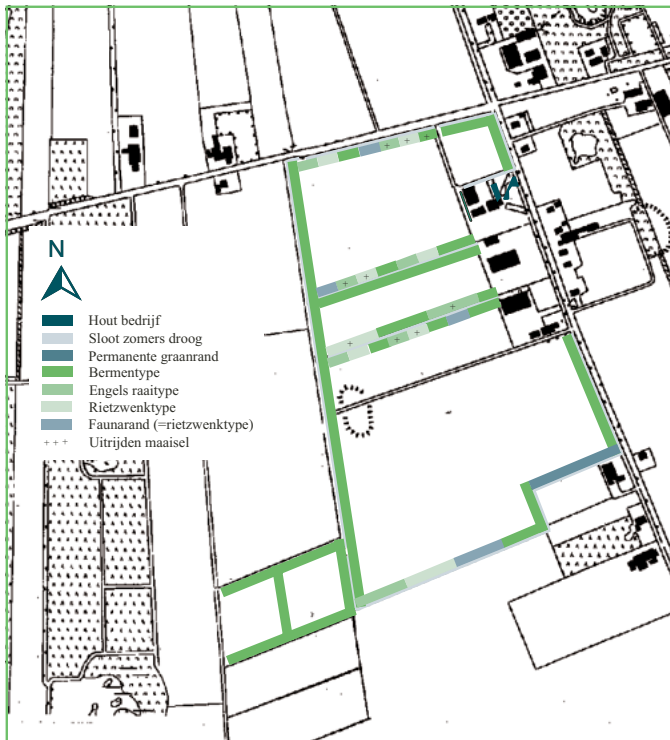 N
Hout bedrijf
Sloot zomers droog
Permanente graanrand
Bermentype
Engels raaitype
Rietzwenktype
Faunarand (=rietzwenktype)
+++ Uitrijden maaisel